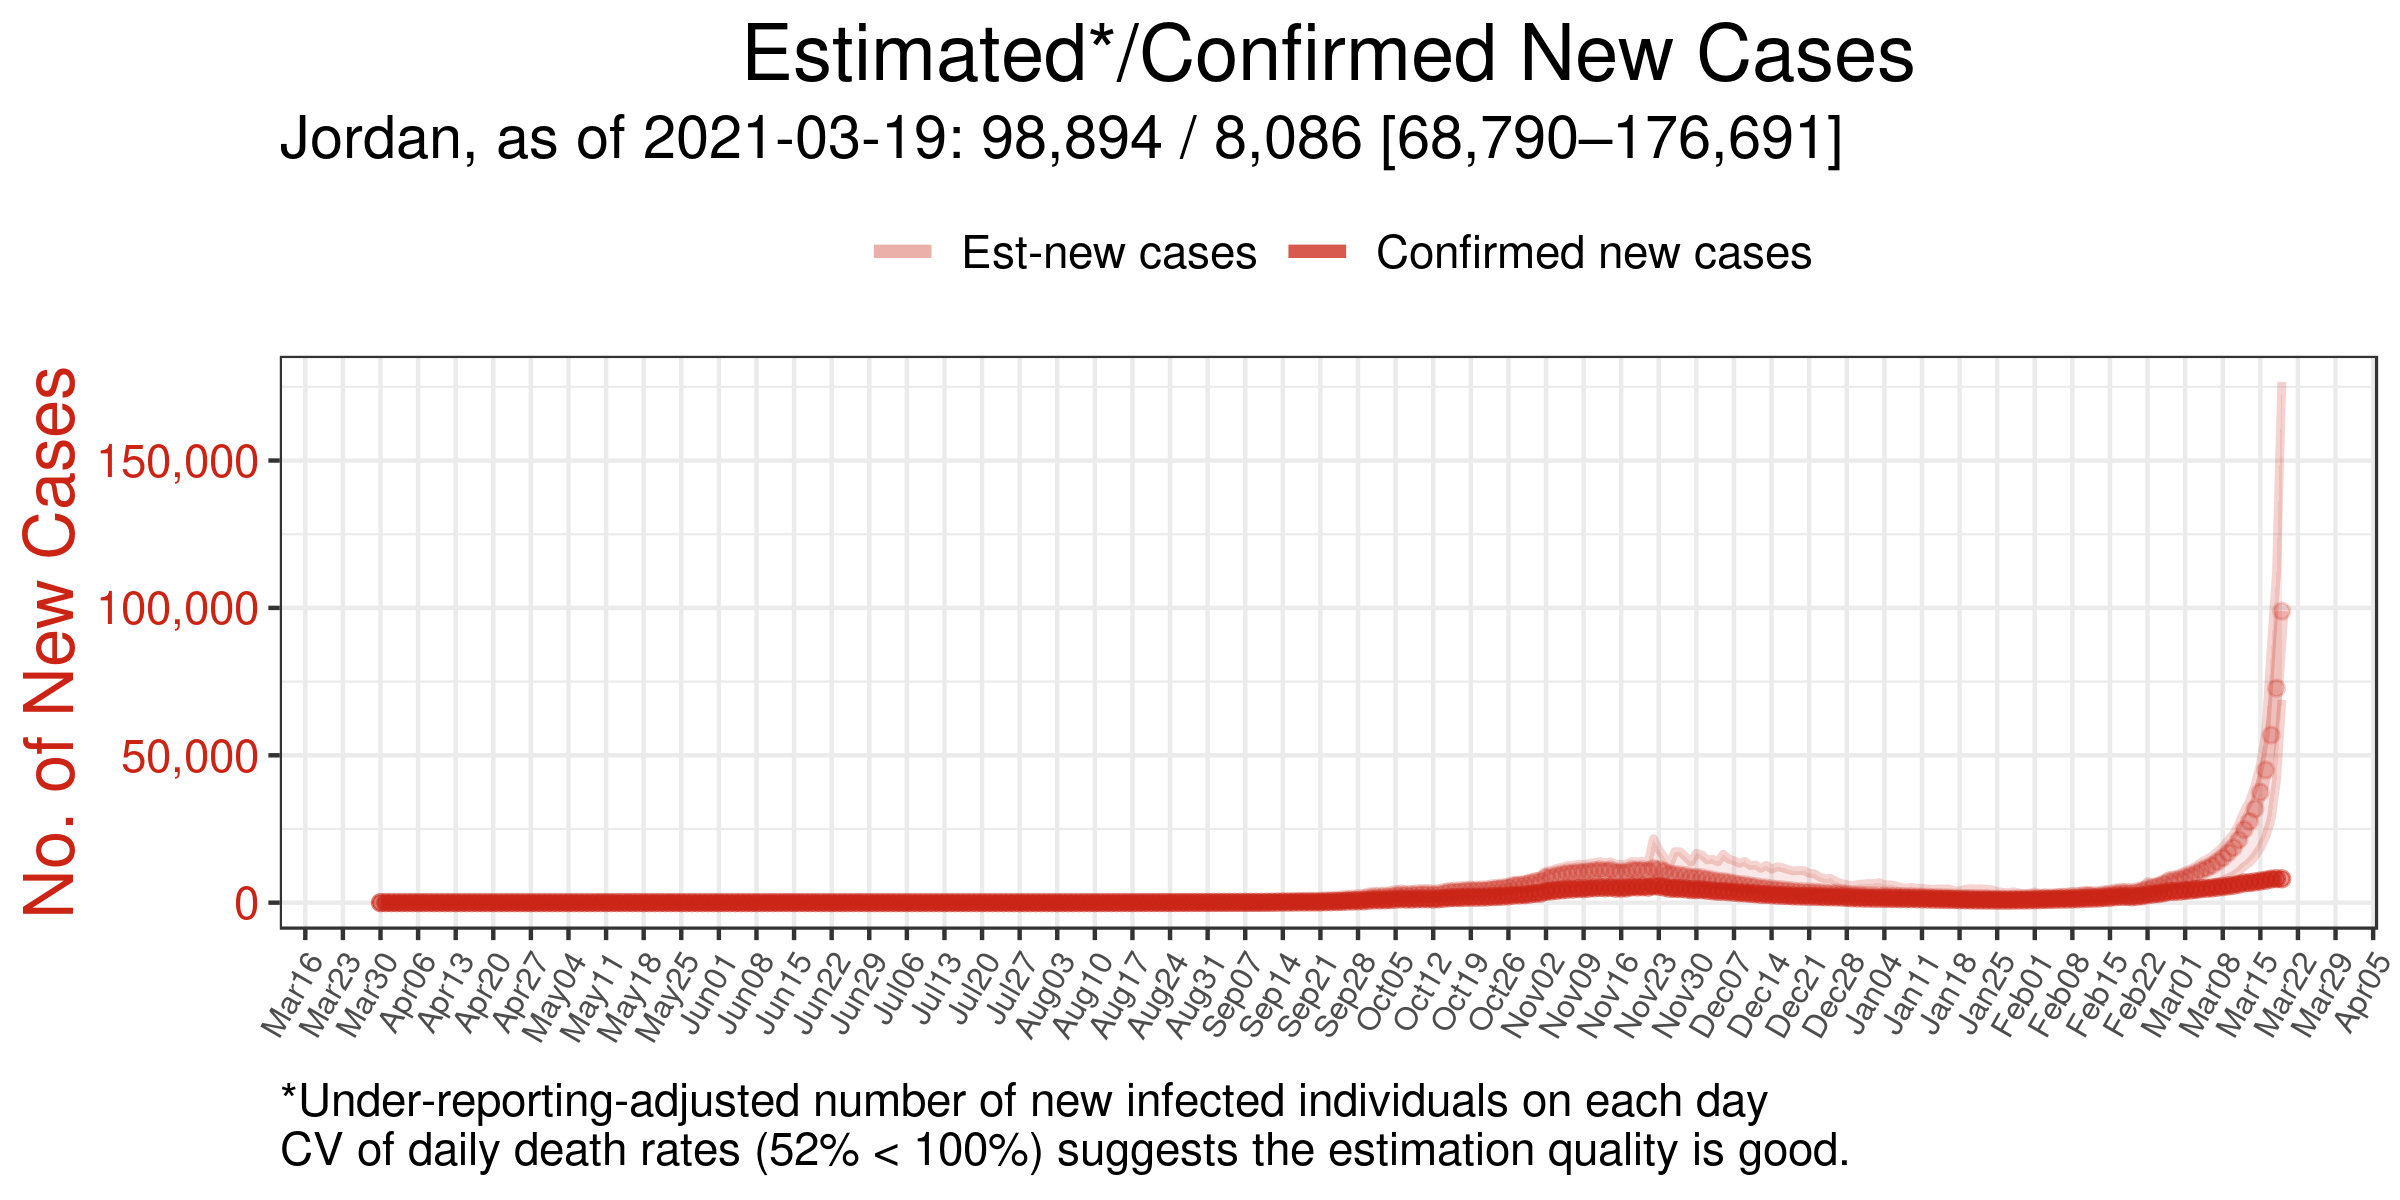 Estimated*/Confirmed New Cases
Jordan, as of 2021-03-19: 98,894 / 8,086 [68,790–176,691]
Est-new cases Confirmed new cases
No. of New Cases
150,000
100,000
50,000
0
Mar16 Mar23 Mar30 Apr06 Apr13 Apr20 Apr27 May04 May11 May18 May25 Jun01 Jun08 Jun15 Jun22 Jun29 Jul06 Jul13 Jul20 Jul27 Aug03 Aug10 Aug17 Aug24 Aug31 Sep07 Sep14 Sep21 Sep28 Oct05 Oct12 Oct19 Oct26 Nov02 Nov09 Nov16 Nov23 Nov30 Dec07 Dec14 Dec21 Dec28 Jan04 Jan11 Jan18 Jan25 Feb01 Feb08 Feb15 Feb22 Mar01 Mar08 Mar15 Mar22 Mar29 Apr05
*Under-reporting-adjusted number of new infected individuals on each day
CV of daily death rates (52% < 100%) suggests the estimation quality is good.